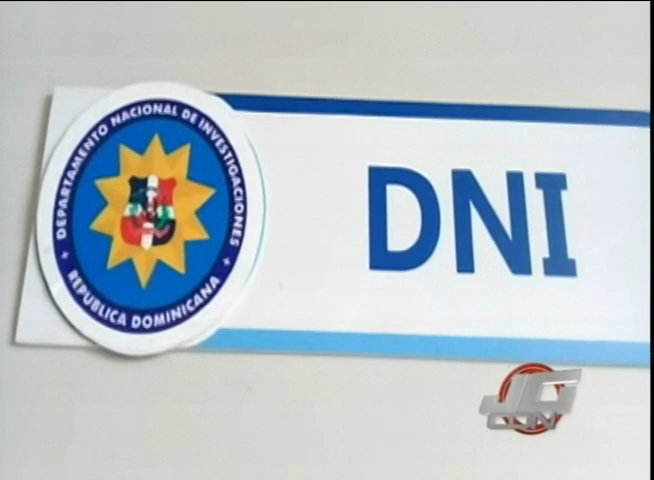 DEPARTAMENTO NACIONAL DE INVESTIGACIONES
REPUBLICA DOMINICANA
DNI